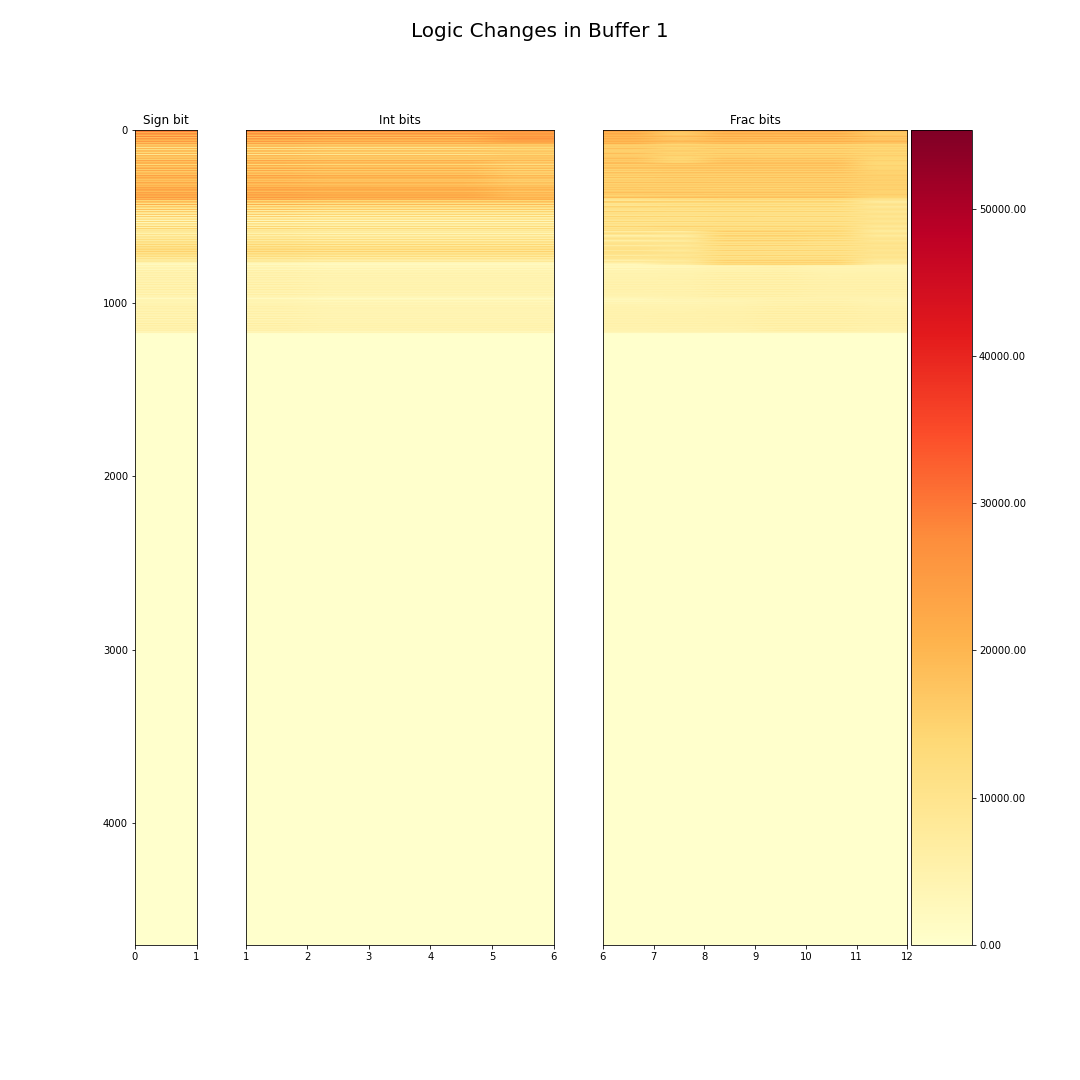 Logic Changes in Buffer 1
Sign bit
Int bits
Frac bits
0
1000
2000
3000
4000
0 1
1 2 3 4 5 6
6 7 8 9 10 11 12
50000.00
40000.00
30000.00
20000.00
10000.00
0.00